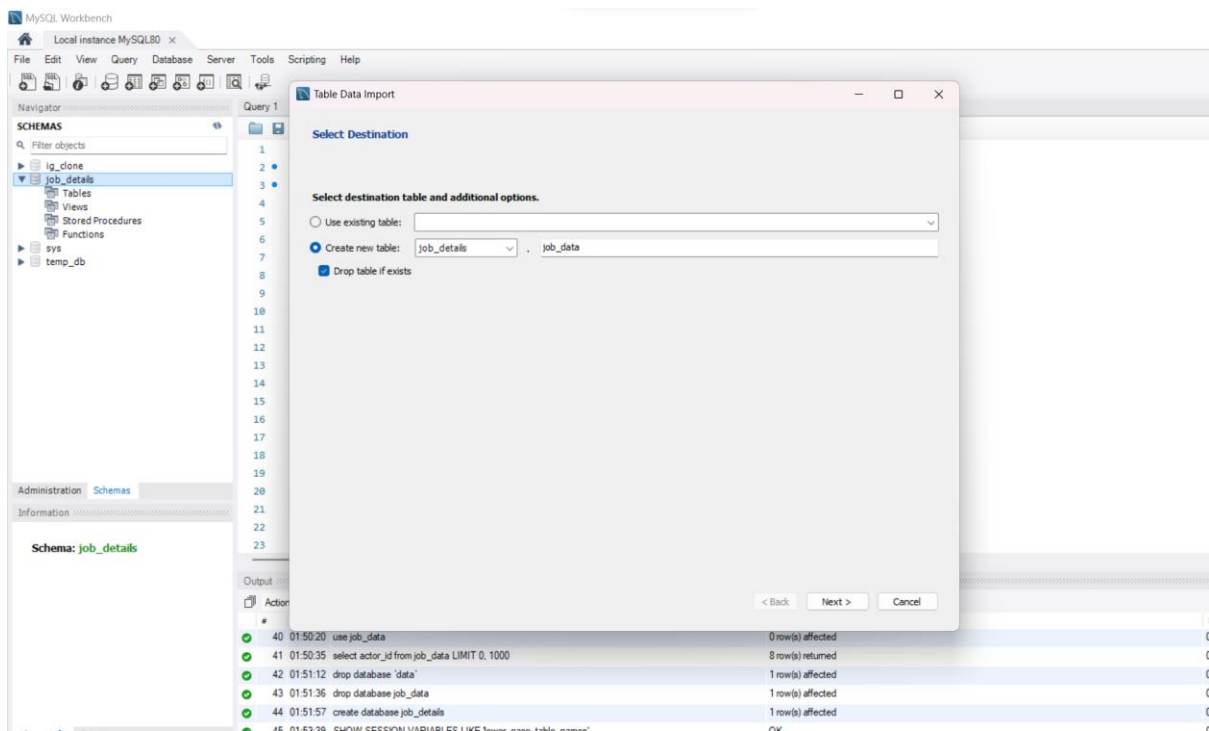 MySQL Workbench
Local instance MySQL80 ×
File Edit View Query Database Server Tools Scripting Help
Navigator
SCHEMAS
Filter objects
ig_clone
job_details
Tables
Views
Stored Procedures
Functions
sys
temp_db
Administration Schemas
Information
Schema: job_details
Query 1
1
2
3
4
5
6
7
8
9
10
11
12
13
14
15
16
17
18
19
20
21
22
23
Table Data Import
Select Destination
Select destination table and additional options.
Use existing table:
Create new table: job_details . job_data
Drop table if exists
< Back Next > Cancel
Output
Action
#
40 01:50:20 use job_data 0 row(s) affected
41 01:50:35 select actor_id from job_data LIMIT 0, 1000 8 row(s) returned
42 01:51:12 drop database `data` 1 row(s) affected
43 01:51:36 drop database job_data 1 row(s) affected
44 01:51:57 create database job_details 1 row(s) affected
OK